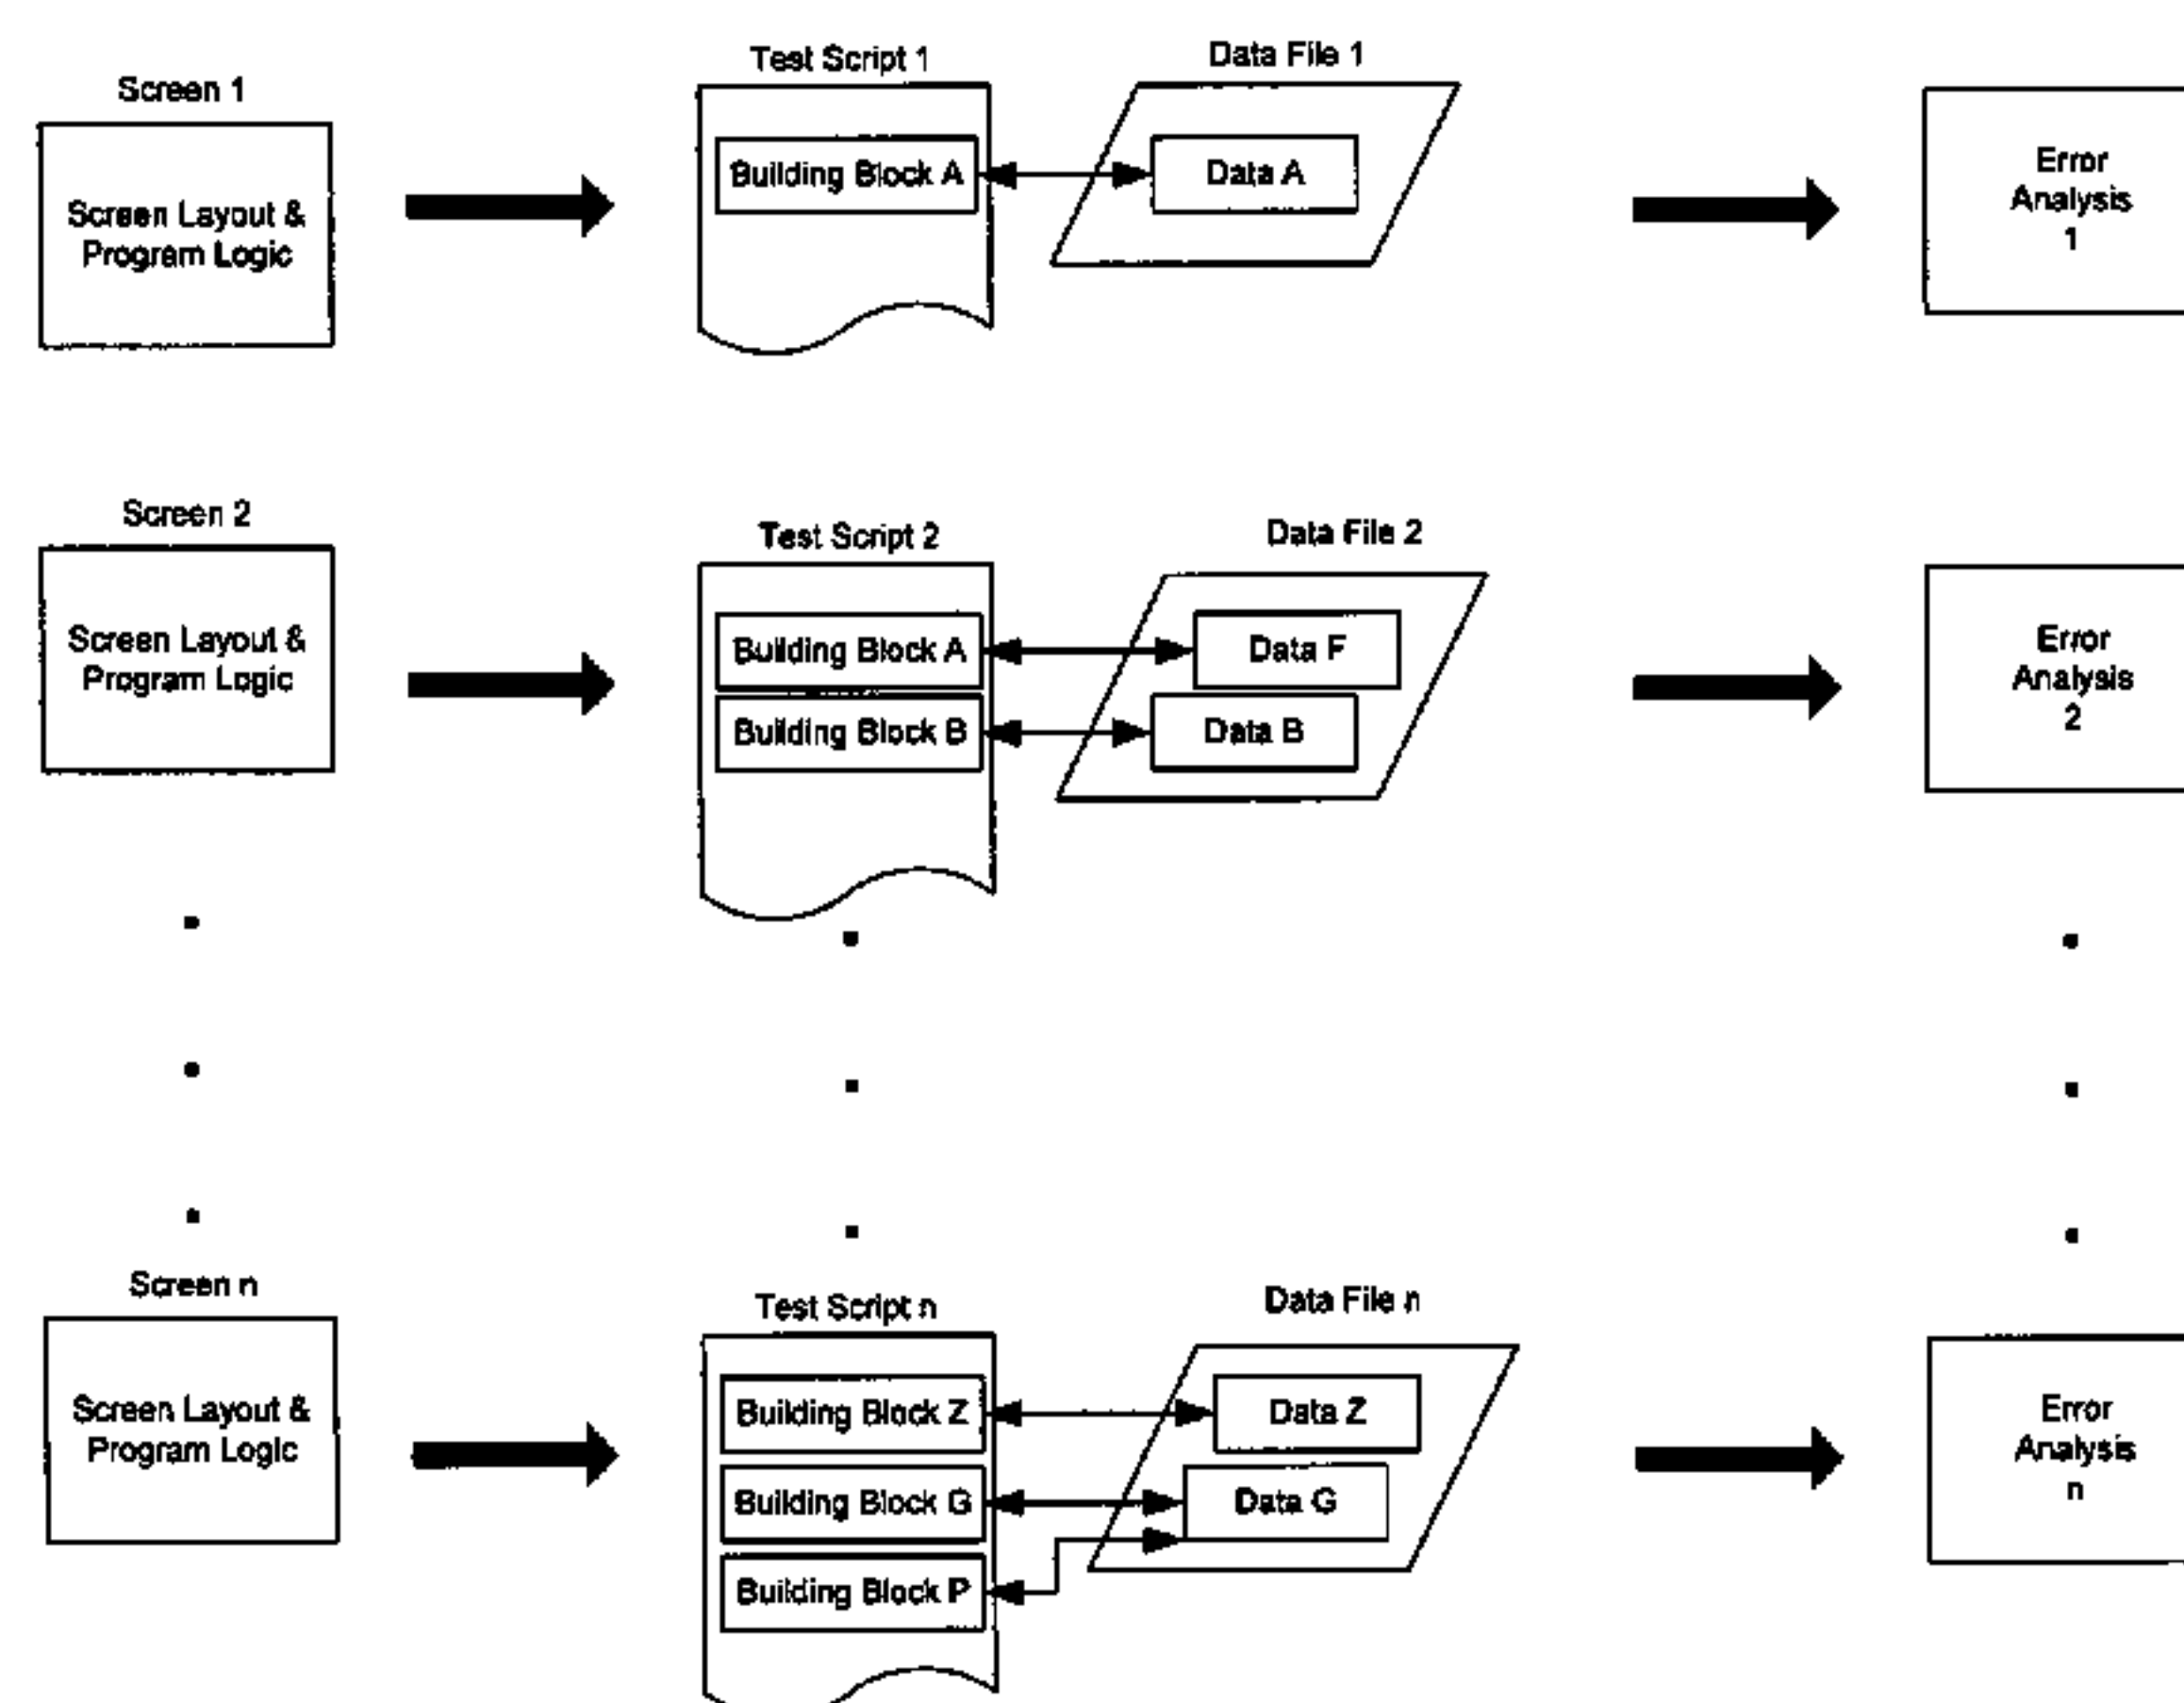 Screen 1
Screen Layout &
Program Logic
Test Script 1
Building Block A
Data File 1
Data A
Error
Analysis
1
Screen 2
Screen Layout &
Program Logic
Test Script 2
Building Block A
Building Block B
Data File 2
Data F
Data B
Error
Analysis
2
Screen n
Screen Layout &
Program Logic
Test Script n
Building Block Z
Building Block G
Building Block P
Data File n
Data Z
Data G
Error
Analysis
n